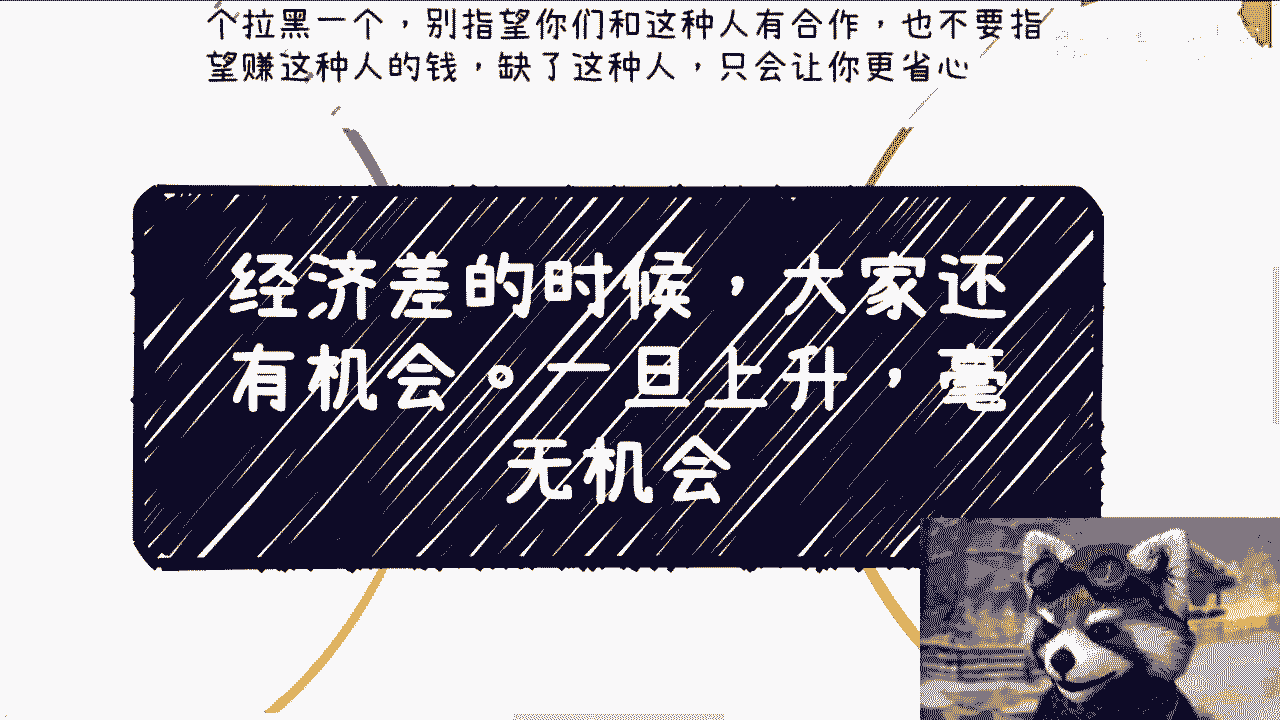 个拉黑一个，别指望你们和这种人有合作，也不要指
望赚这种人的钱，缺了这种人，只会让你更省心
经济差的时候，大家还
有机会。一旦上升，毫
无机会